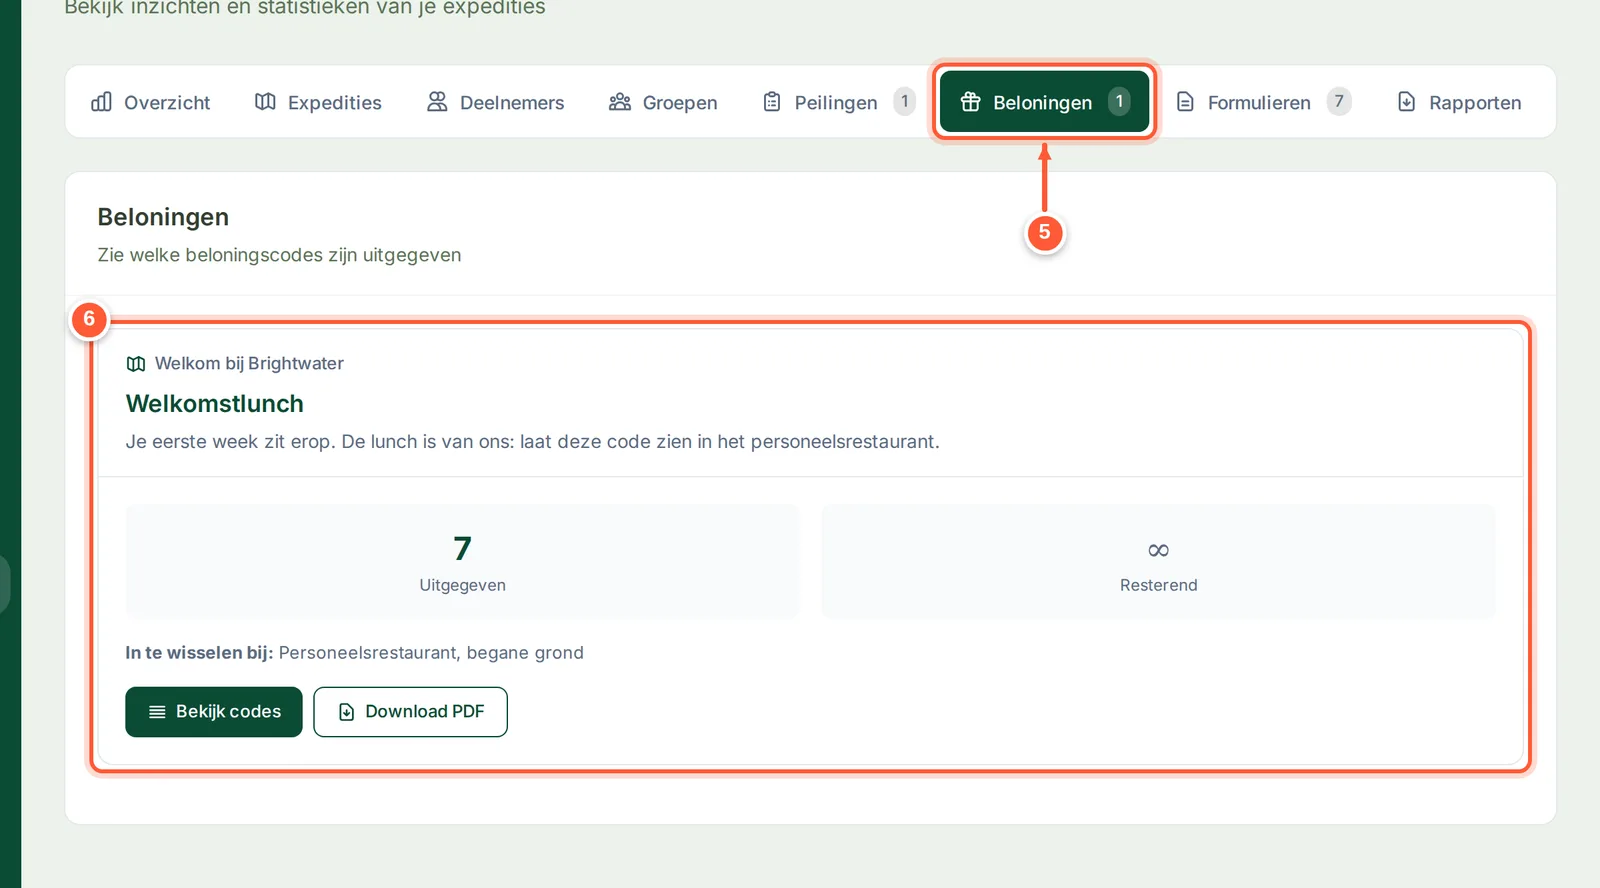 Bekijk inzichten en statistieken van je expedities
Overzicht
Expedities
Deelnemers
Groepen
Peilingen 1
Beloningen 1
Formulieren 7
Rapporten
5
Beloningen
Zie welke beloningscodes zijn uitgegeven
6
Welkom bij Brightwater
Welkomstlunch
Je eerste week zit erop. De lunch is van ons: laat deze code zien in het personeelsrestaurant.
7
Uitgegeven
∞
Resterend
In te wisselen bij: Personeelsrestaurant, begane grond
Bekijk codes
Download PDF